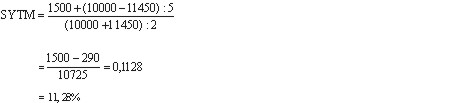 SYTM = 1500+(10000−11450) : 5
(10000+11450) : 2
= 1500−290
10725
= 0,1128
= 11,28%